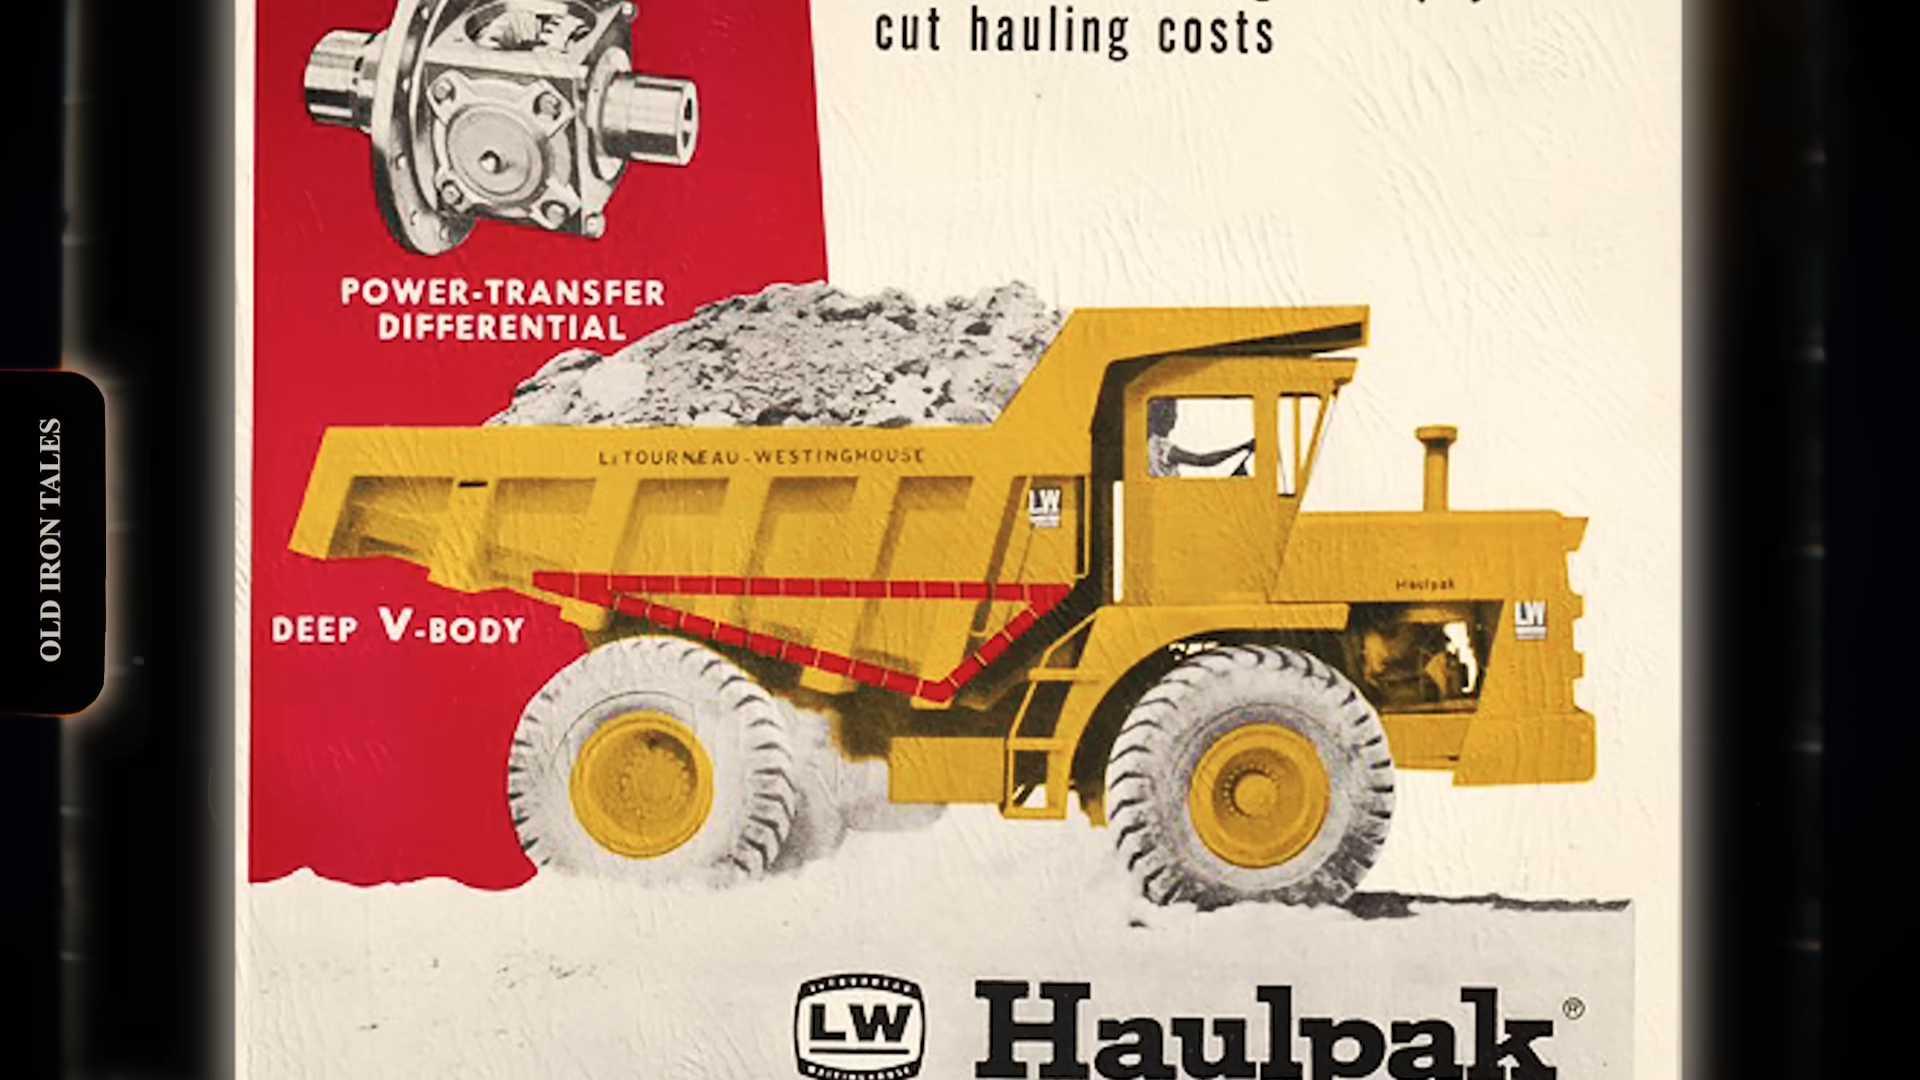 cut hauling costs
POWER-TRANSFER
DIFFERENTIAL
LETOURNEAU-WESTINGHOUSE
LW
Haulpak
LW
DEEP V-BODY
OLD IRON TALES
LW
Haulpak®